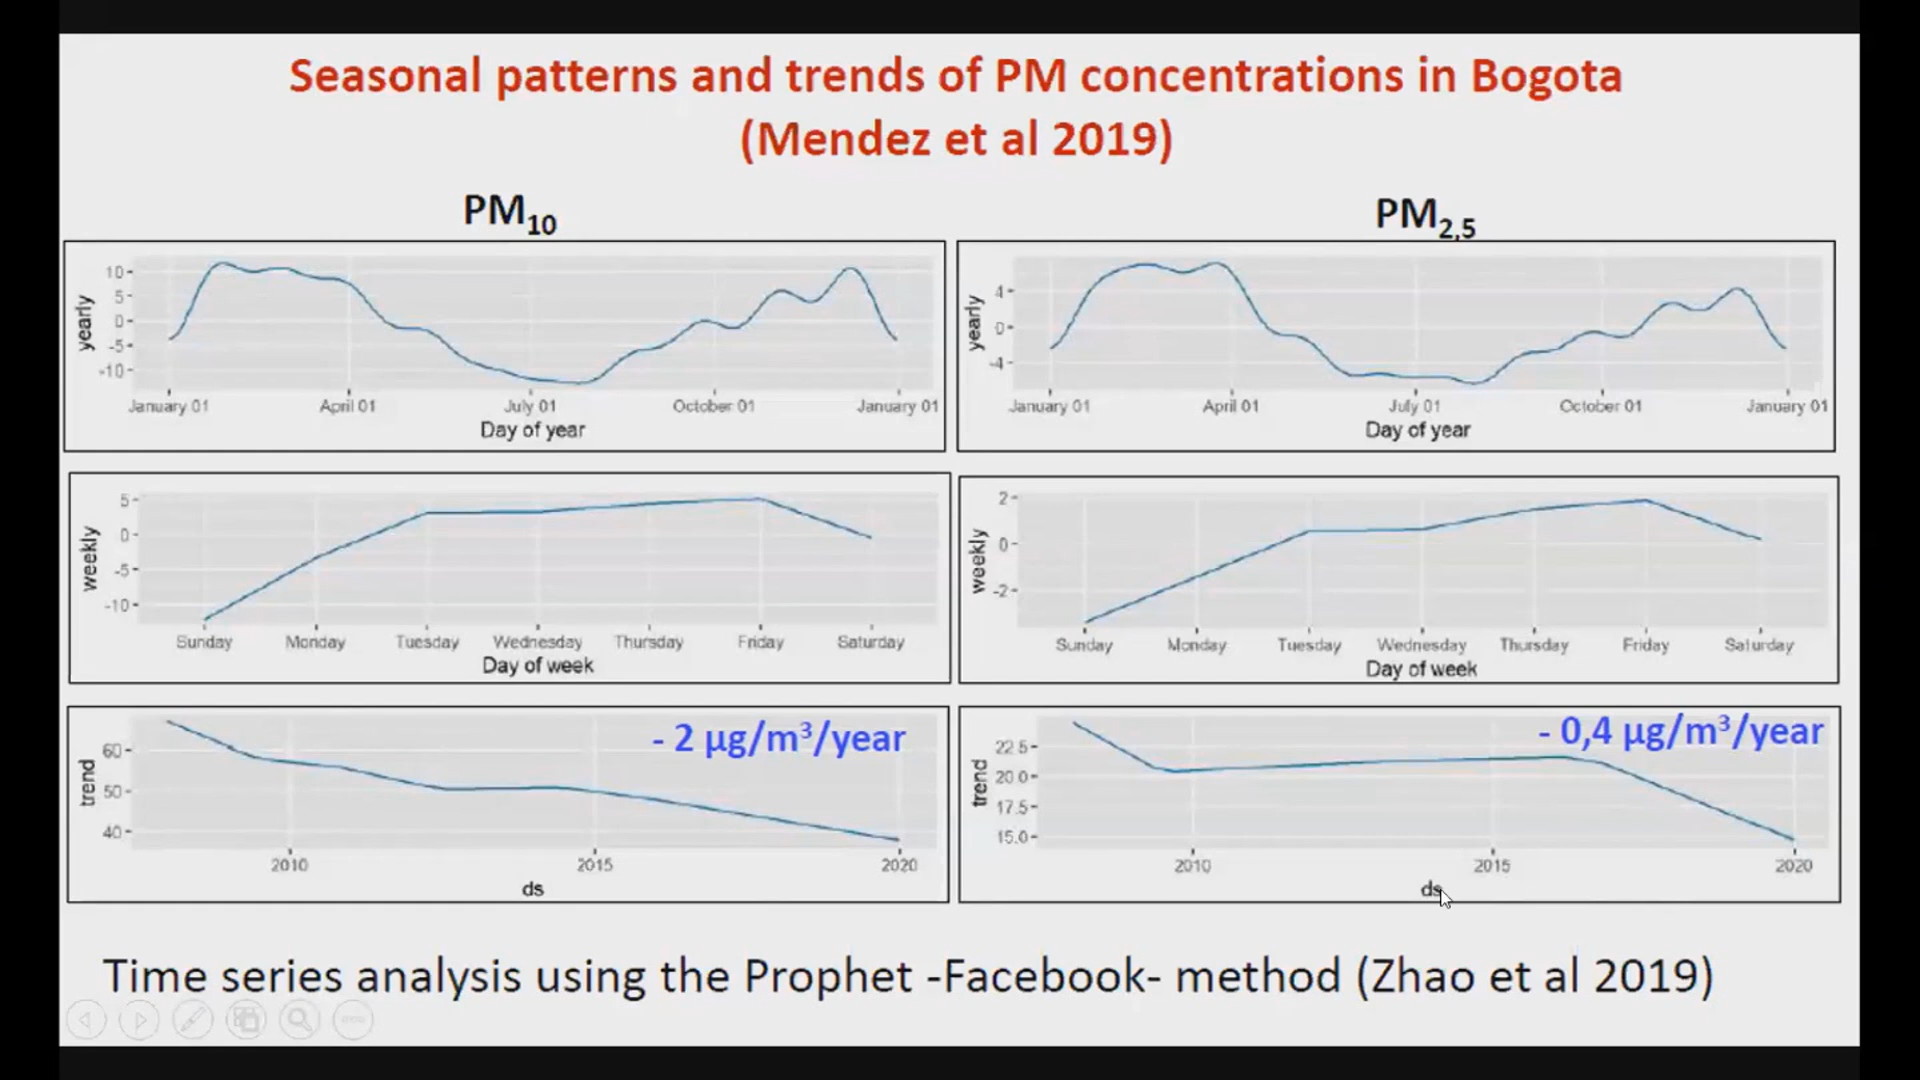 Seasonal patterns and trends of PM concentrations in Bogota
(Mendez et al 2019)
PM10
PM2,5
yearly
10
5
0
-5
-10
January 01 April 01 July 01 October 01 January 01
Day of year
yearly
4
0
-4
January 01 April 01 July 01 October 01 January 01
Day of year
weekly
5
0
-5
-10
Sunday Monday Tuesday Wednesday Thursday Friday Saturday
Day of week
weekly
2
0
-2
Sunday Monday Tuesday Wednesday Thursday Friday Saturday
Day of week
- 2 µg/m³/year
trend
60
50
40
2010 2015 2020
ds
- 0,4 µg/m³/year
trend
22.5
20.0
17.5
15.0
2010 2015 2020
ds
Time series analysis using the Prophet -Facebook- method (Zhao et al 2019)